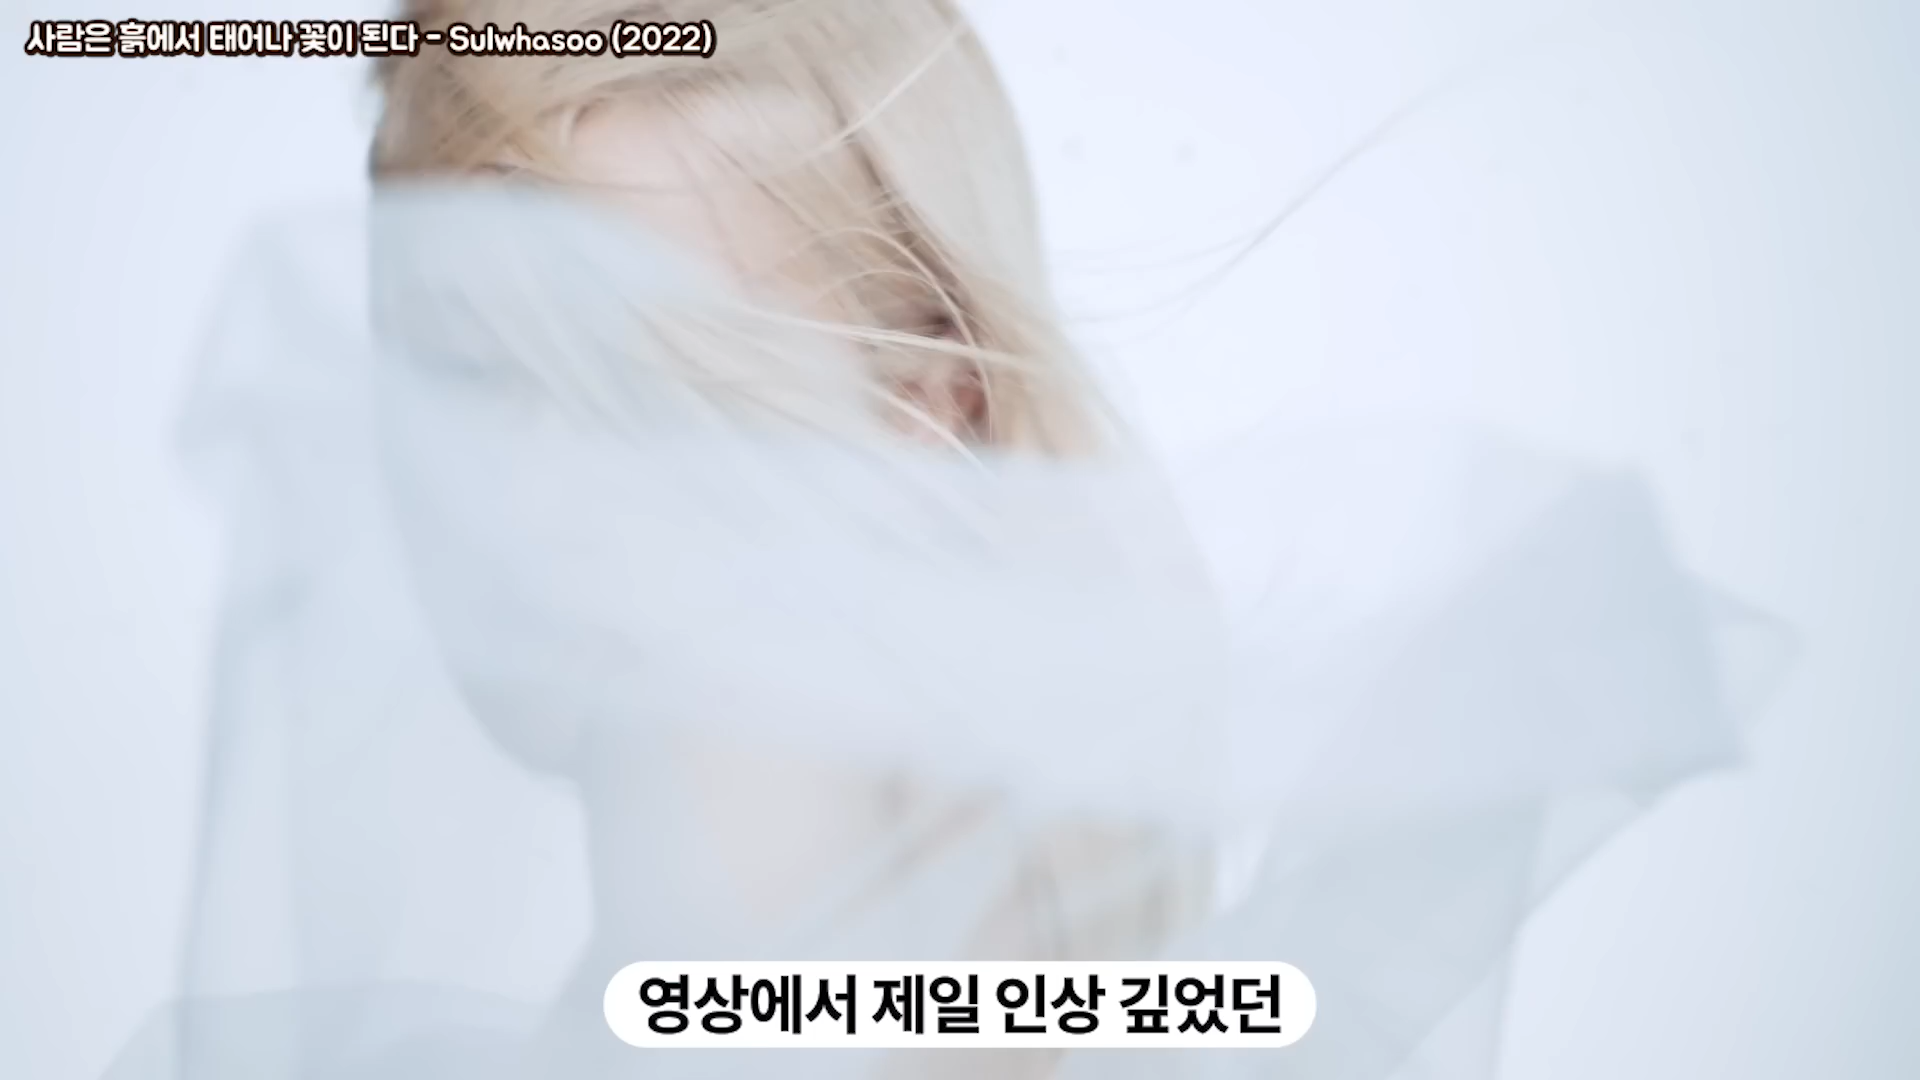 사람은 흙에서 태어나 꽃이 된다 - Sulwhasoo (2022)
영상에서 제일 인상 깊었던